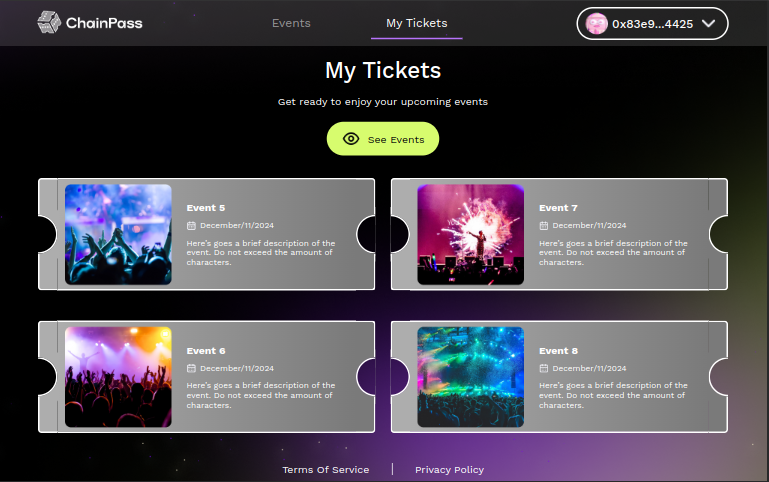 ChainPass
Events
My Tickets
0x83e9...4425
My Tickets
Get ready to enjoy your upcoming events
See Events
Event 5
December/11/2024
Here's goes a brief description of the
event. Do not exceed the amount of
characters.
Event 7
December/11/2024
Here's goes a brief description of the
event. Do not exceed the amount of
characters.
Event 6
December/11/2024
Here's goes a brief description of the
event. Do not exceed the amount of
characters.
Event 8
December/11/2024
Here's goes a brief description of the
event. Do not exceed the amount of
characters.
Terms Of Service
Privacy Policy